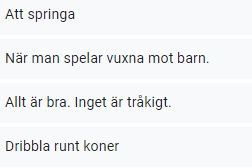 Att springa
När man spelar vuxna mot barn.
Allt är bra. Inget är tråkigt.
Dribbla runt koner